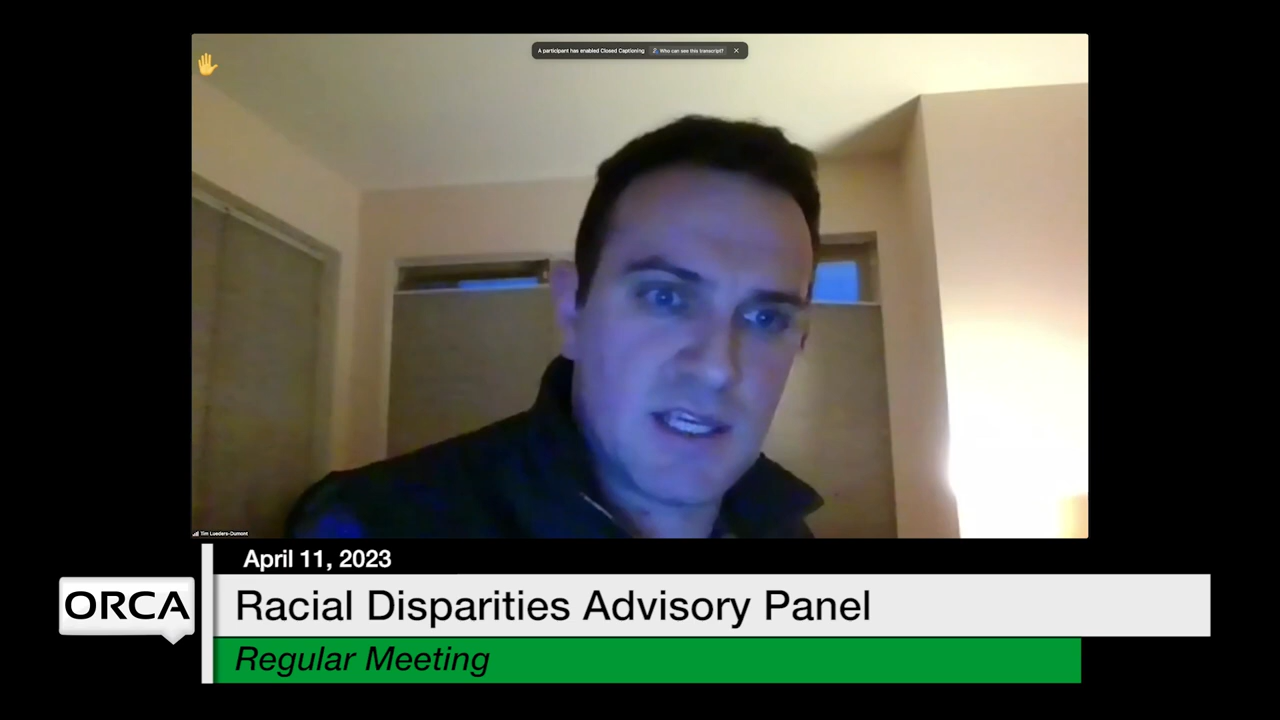 A participant has enabled Closed Captioning Who can see this transcript?
Tim Lueders-Dumont
April 11, 2023
ORCA
Racial Disparities Advisory Panel
Regular Meeting